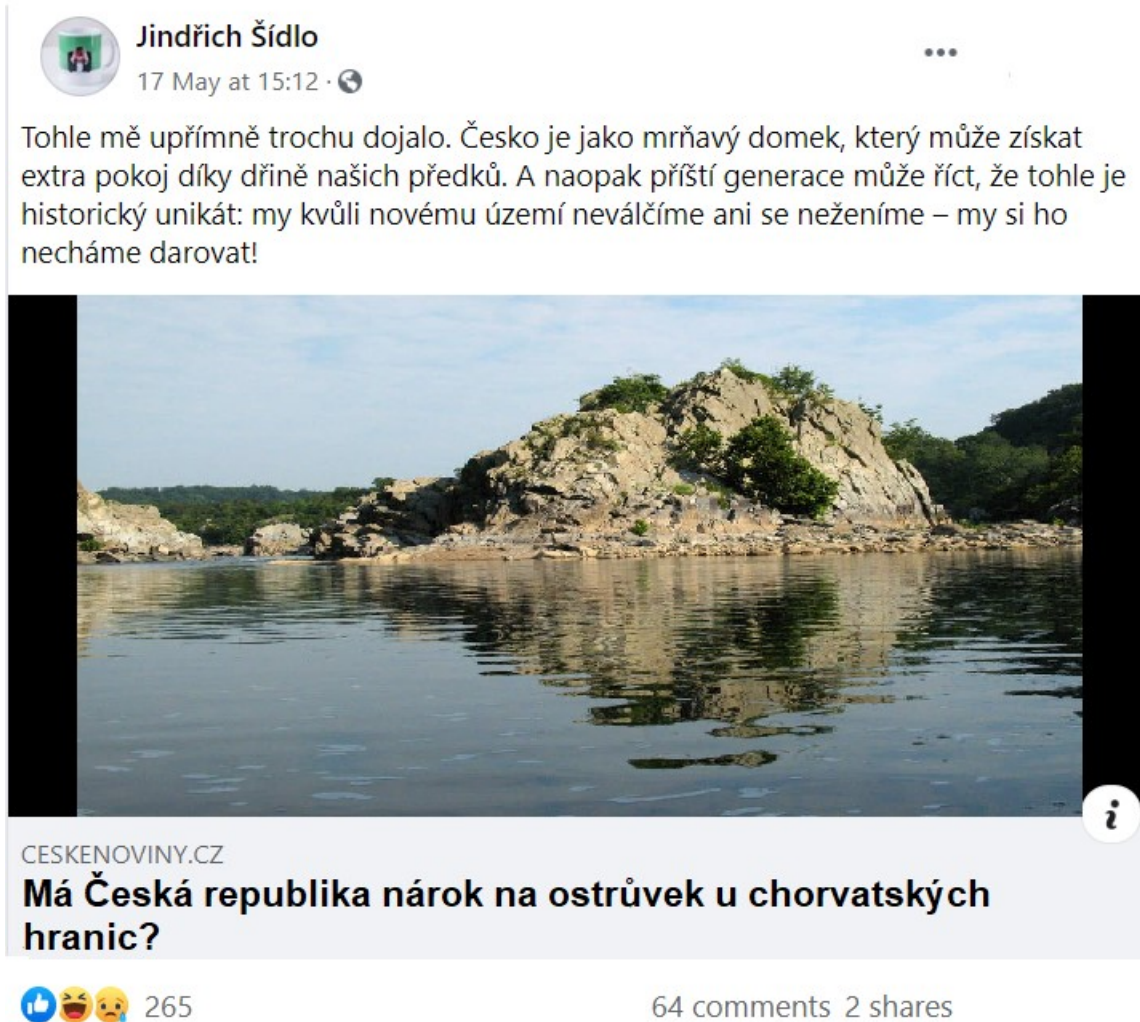 Jindřich Šídlo
17 May at 15:12 ·
Tohle mě upřímně trochu dojalo. Česko je jako mrňavý domek, který může získat
extra pokoj díky dřině našich předků. A naopak příští generace může říct, že tohle je
historický unikát: my kvůli novému území neválčíme ani se neženíme – my si ho
necháme darovat!
CESKENOVINY.CZ
Má Česká republika nárok na ostrůvek u chorvatských
hranic?
265
64 comments 2 shares